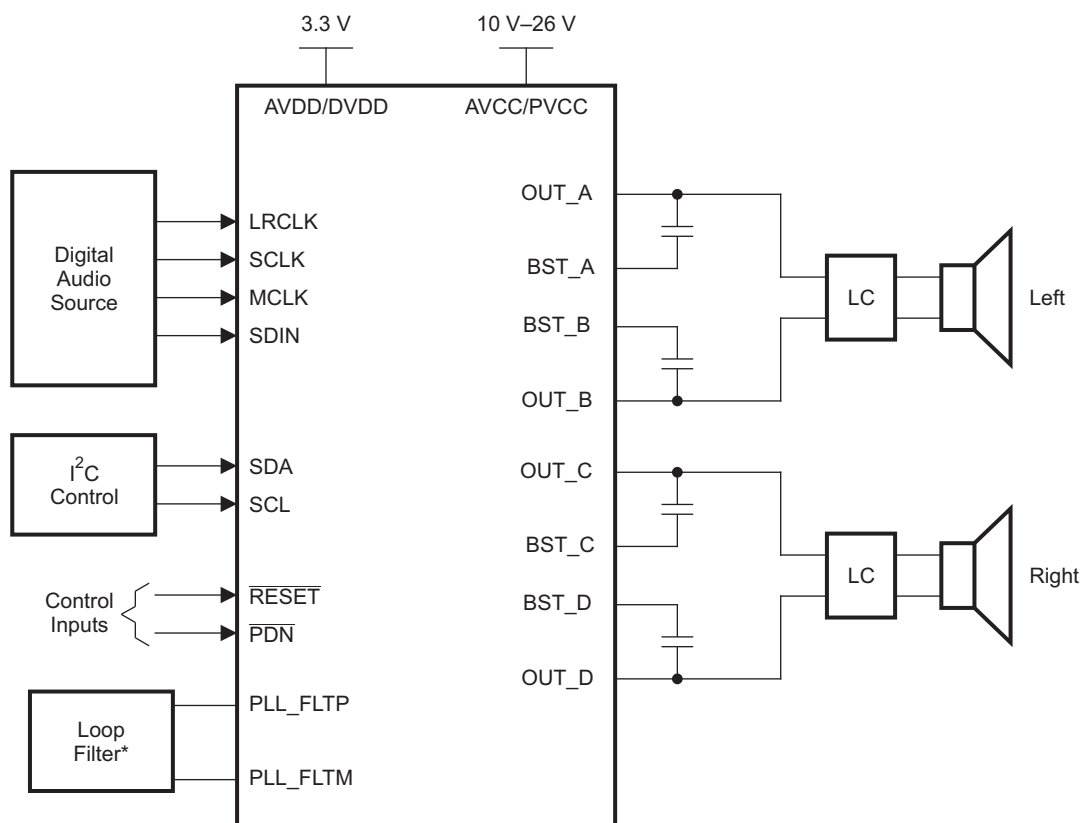 3.3 V
10 V–26 V
AVDD/DVDD
AVCC/PVCC
Digital
Audio
Source
LRCLK
SCLK
MCLK
SDIN
I²C
Control
SDA
SCL
Control
Inputs
RESET
PDN
Loop
Filter*
PLL_FLTP
PLL_FLTM
OUT_A
BST_A
BST_B
OUT_B
LC
Left
OUT_C
BST_C
BST_D
OUT_D
LC
Right